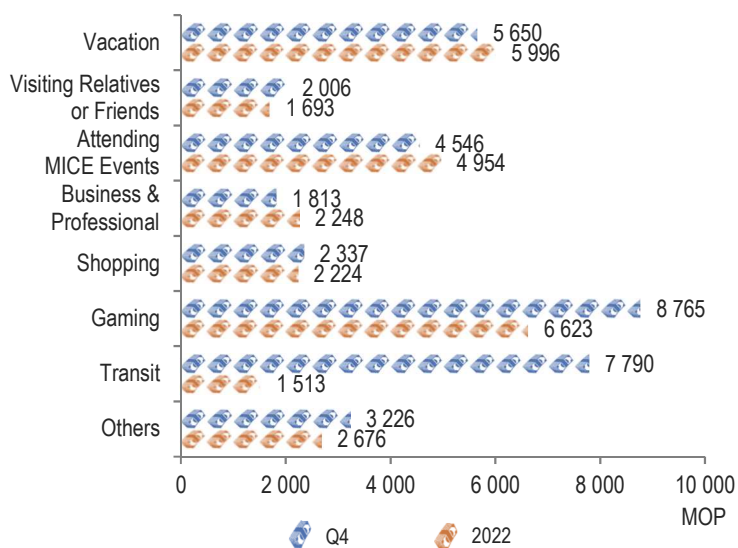 Vacation
5 650
5 996
Visiting Relatives
or Friends
2 006
1 693
Attending
MICE Events
4 546
4 954
Business &
Professional
1 813
2 248
Shopping
2 337
2 224
Gaming
8 765
6 623
Transit
7 790
1 513
Others
3 226
2 676
0 2 000 4 000 6 000 8 000 10 000
MOP
Q4 2022